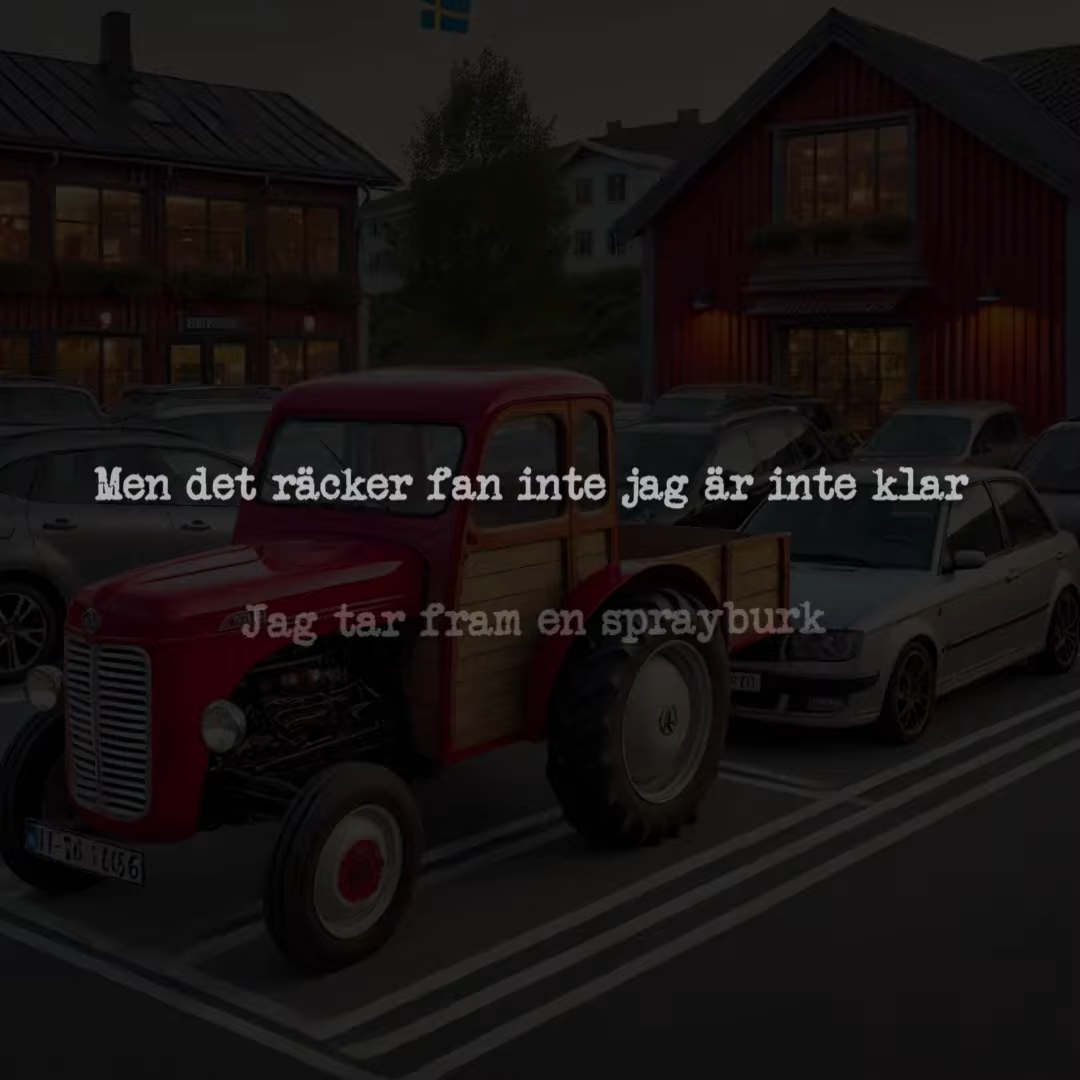 Men det räcker fan inte jag är inte klar
Jag tar fram en sprayburk